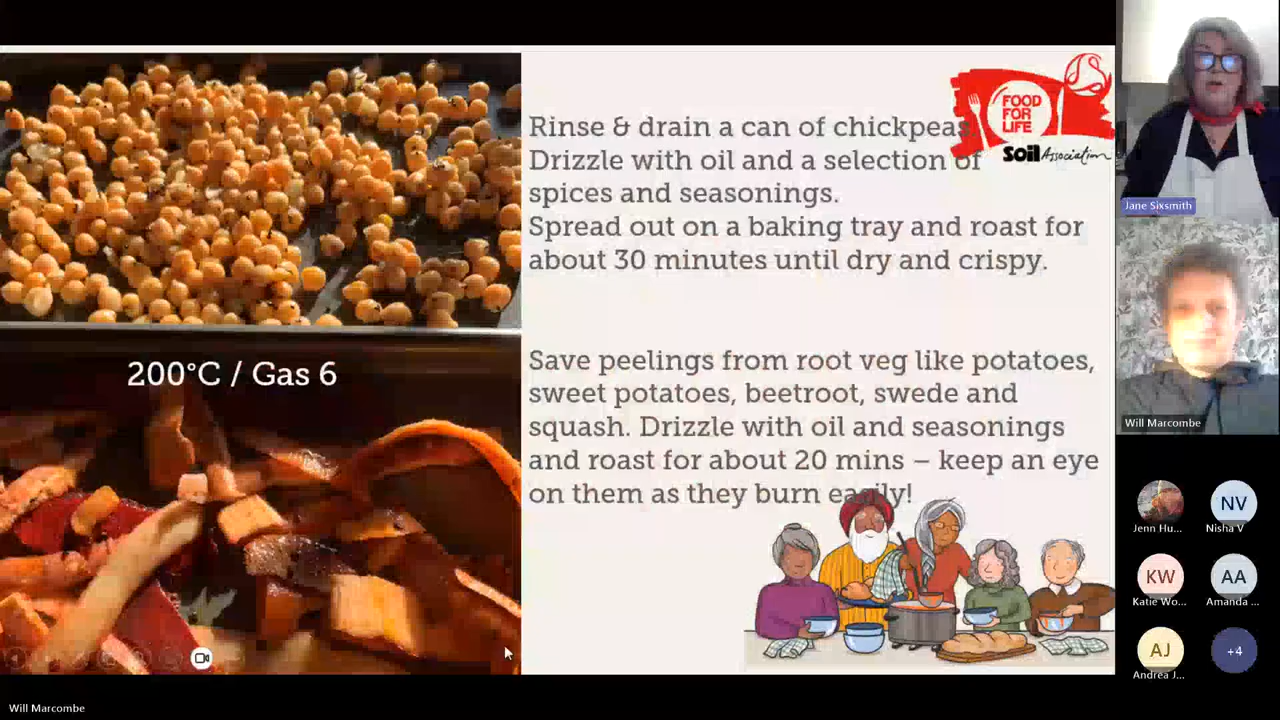 200°C / Gas 6
Rinse & drain a can of chickpeas.
Drizzle with oil and a selection of
spices and seasonings.
Spread out on a baking tray and roast for
about 30 minutes until dry and crispy.
Save peelings from root veg like potatoes,
sweet potatoes, beetroot, swede and
squash. Drizzle with oil and seasonings
and roast for about 20 mins – keep an eye
on them as they burn easily!
FOOD
FOR
LIFE
Soil Association
Jane Sixsmith
Will Marcombe
NV
Jenn Hu...
Nisha V
KW
AA
Katie Wo...
Amanda ...
AJ
+4
Andrea J...
Will Marcombe